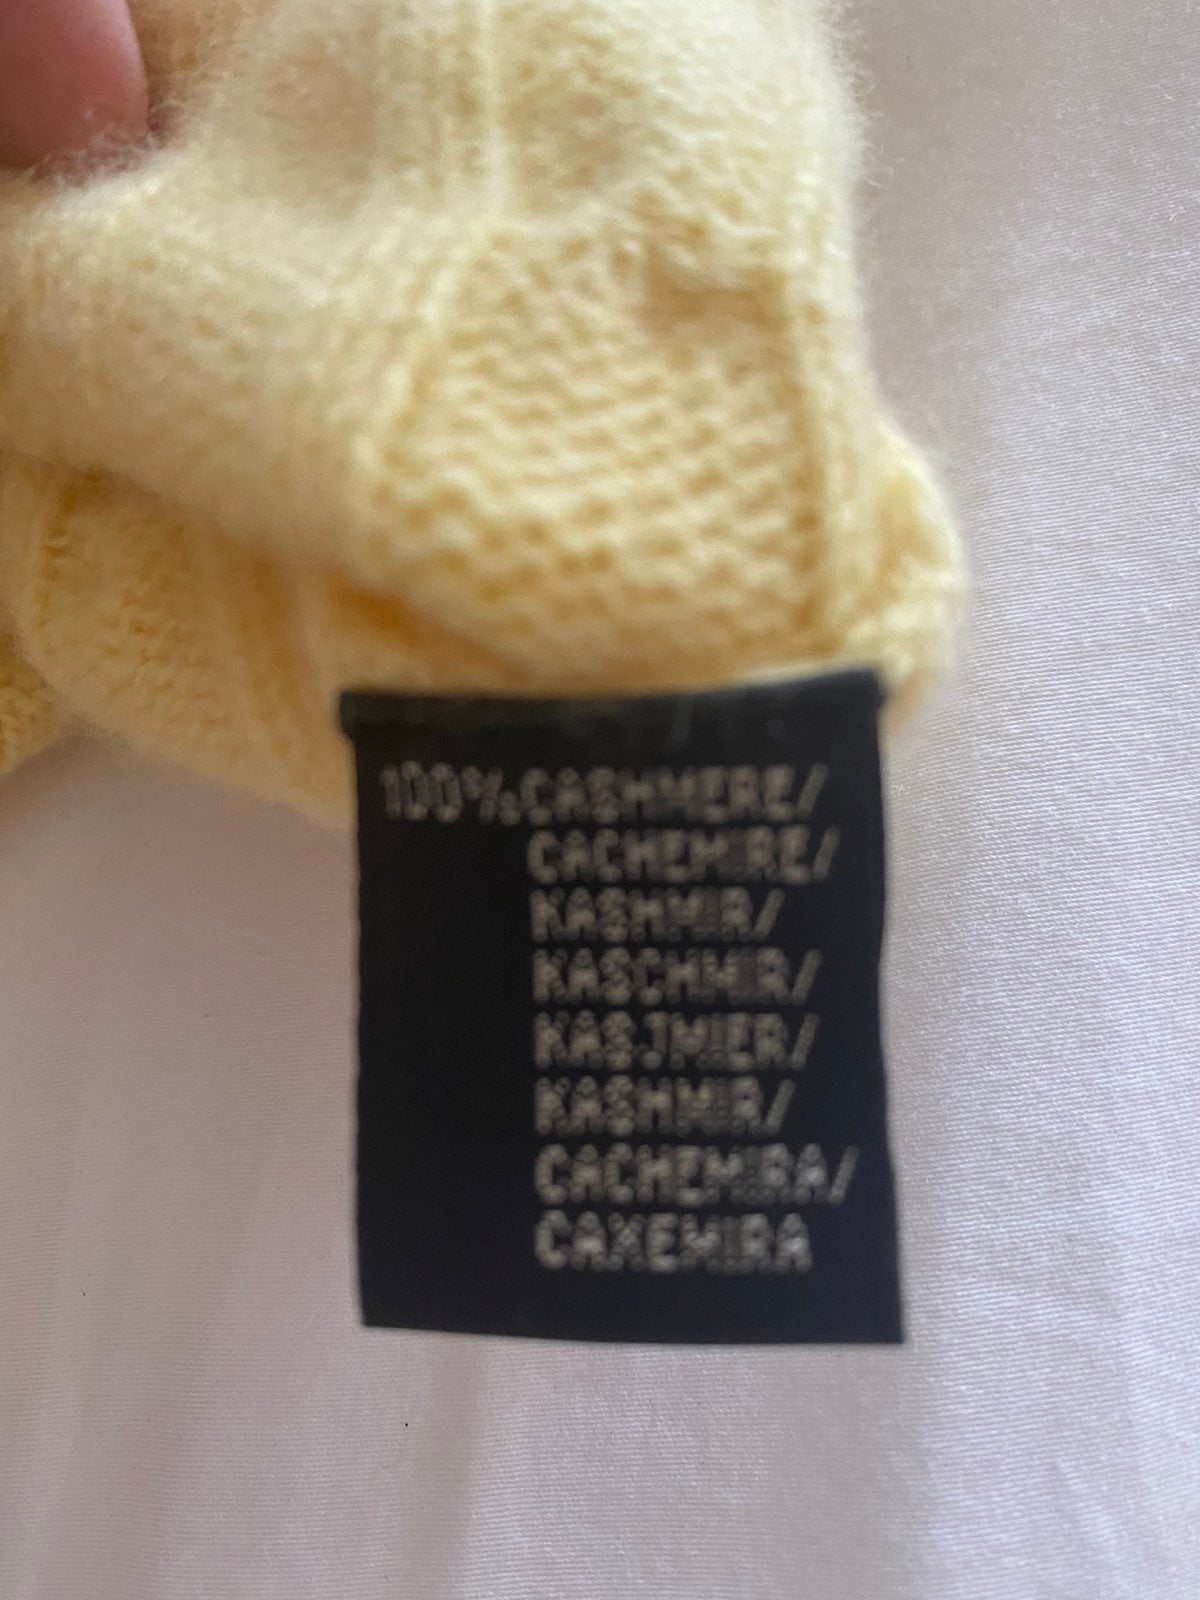 100%CASHMERE/
CACHEMIRE/
KASHMIR/
KASCHMIR/
KASJMIER/
KASHMIR/
CACHEMIRA/
CAXEMIRA